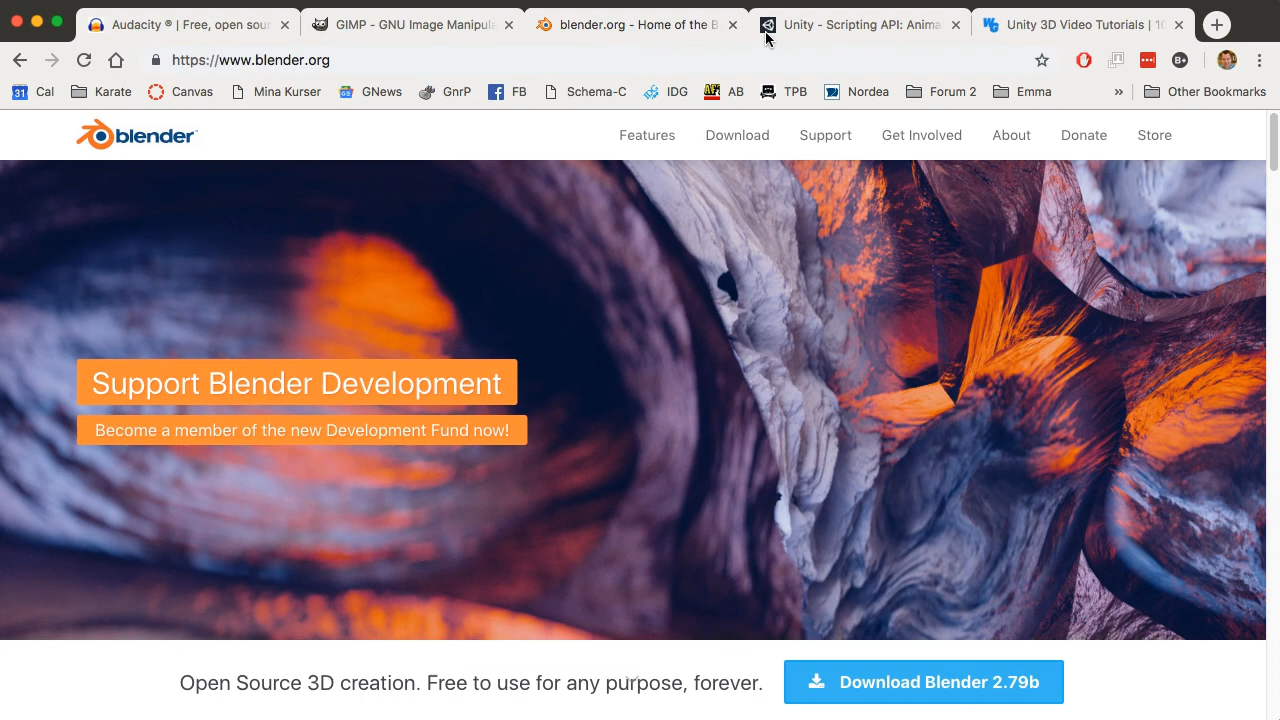 Audacity ® | Free, open sour
GIMP - GNU Image Manipula
blender.org - Home of the B
Unity - Scripting API: Anima
Unity 3D Video Tutorials | 10
https://www.blender.org
31 Cal
Karate
Canvas
Mina Kurser
GNews
GnrP
FB
Schema-C
IDG
AB
TPB
Nordea
Forum 2
Emma
» Other Bookmarks
blender
Features
Download
Support
Get Involved
About
Donate
Store
Support Blender Development
Become a member of the new Development Fund now!
Open Source 3D creation. Free to use for any purpose, forever.
Download Blender 2.79b